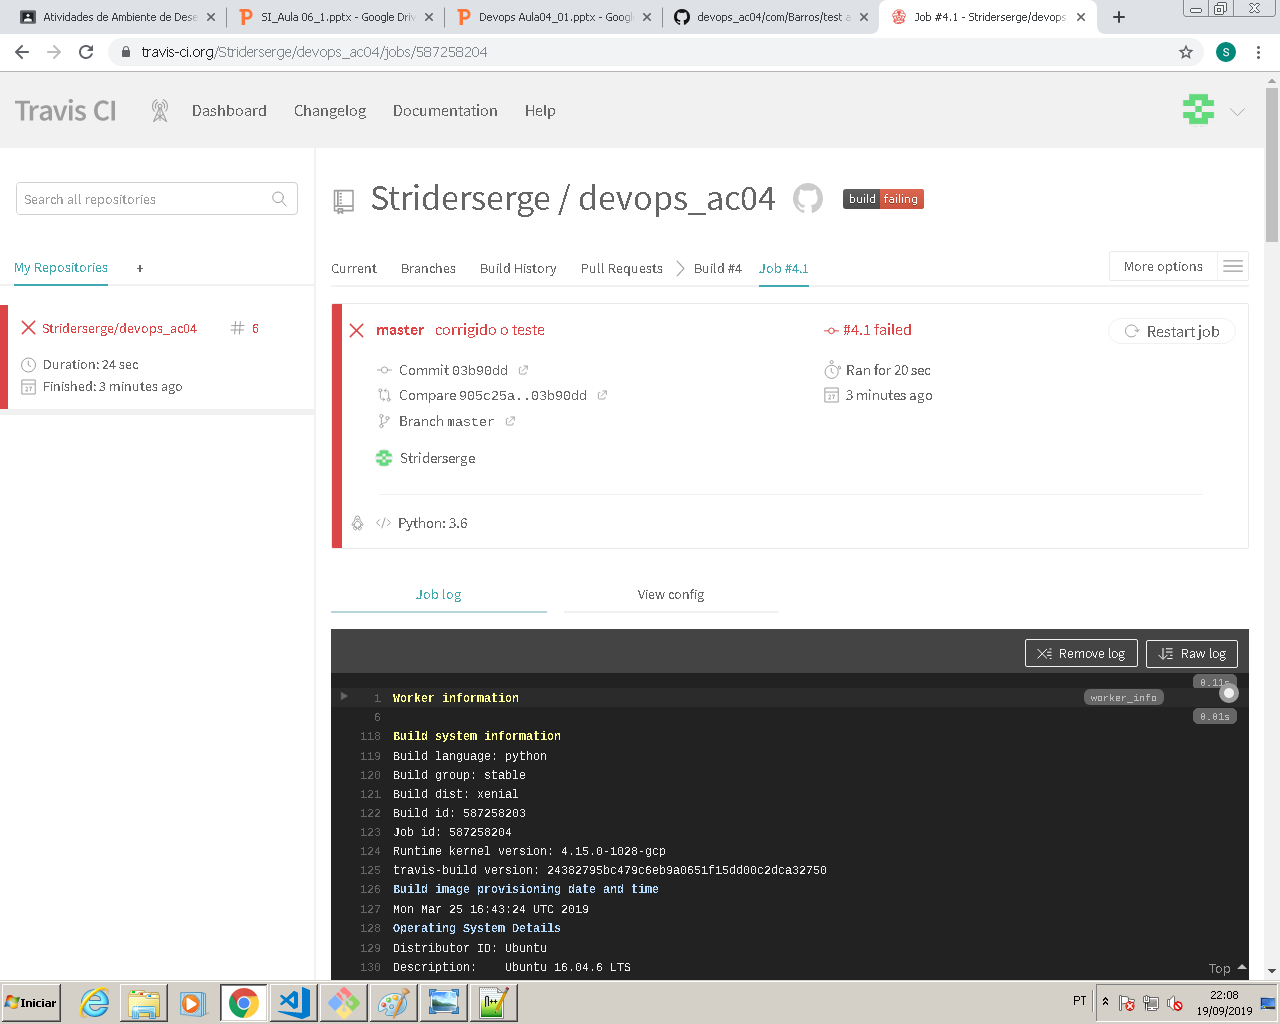 Atividades de Ambiente de Dese
SI_Aula 06_1.pptx - Google Driv
Devops Aula04_01.pptx - Googl
devops_ac04/com/Barros/test a
Job #4.1 - Striderserge/devops
travis-ci.org/Striderserge/devops_ac04/jobs/587258204
S
Travis CI
Dashboard
Changelog
Documentation
Help
Search all repositories
Striderserge / devops_ac04
build failing
My Repositories
+
Current
Branches
Build History
Pull Requests
Build #4
Job #4.1
More options
Striderserge/devops_ac04
# 6
Duration: 24 sec
Finished: 3 minutes ago
master corrigido o teste
#4.1 failed
Restart job
Commit 03b90dd
Ran for 20 sec
Compare 905c25a..03b90dd
3 minutes ago
Branch master
Striderserge
Python: 3.6
Job log
View config
Remove log
Raw log
0.11s
1 Worker information
worker_info
6
0.01s
118 Build system information
119 Build language: python
120 Build group: stable
121 Build dist: xenial
122 Build id: 587258203
123 Job id: 587258204
124 Runtime kernel version: 4.15.0-1028-gcp
125 travis-build version: 24382795bc479c6eb9a0651f15dd00c2dca32750
126 Build image provisioning date and time
127 Mon Mar 25 16:43:24 UTC 2019
128 Operating System Details
129 Distributor ID: Ubuntu
130 Description: Ubuntu 16.04.6 LTS
Top
Iniciar
PT
22:08
19/09/2019